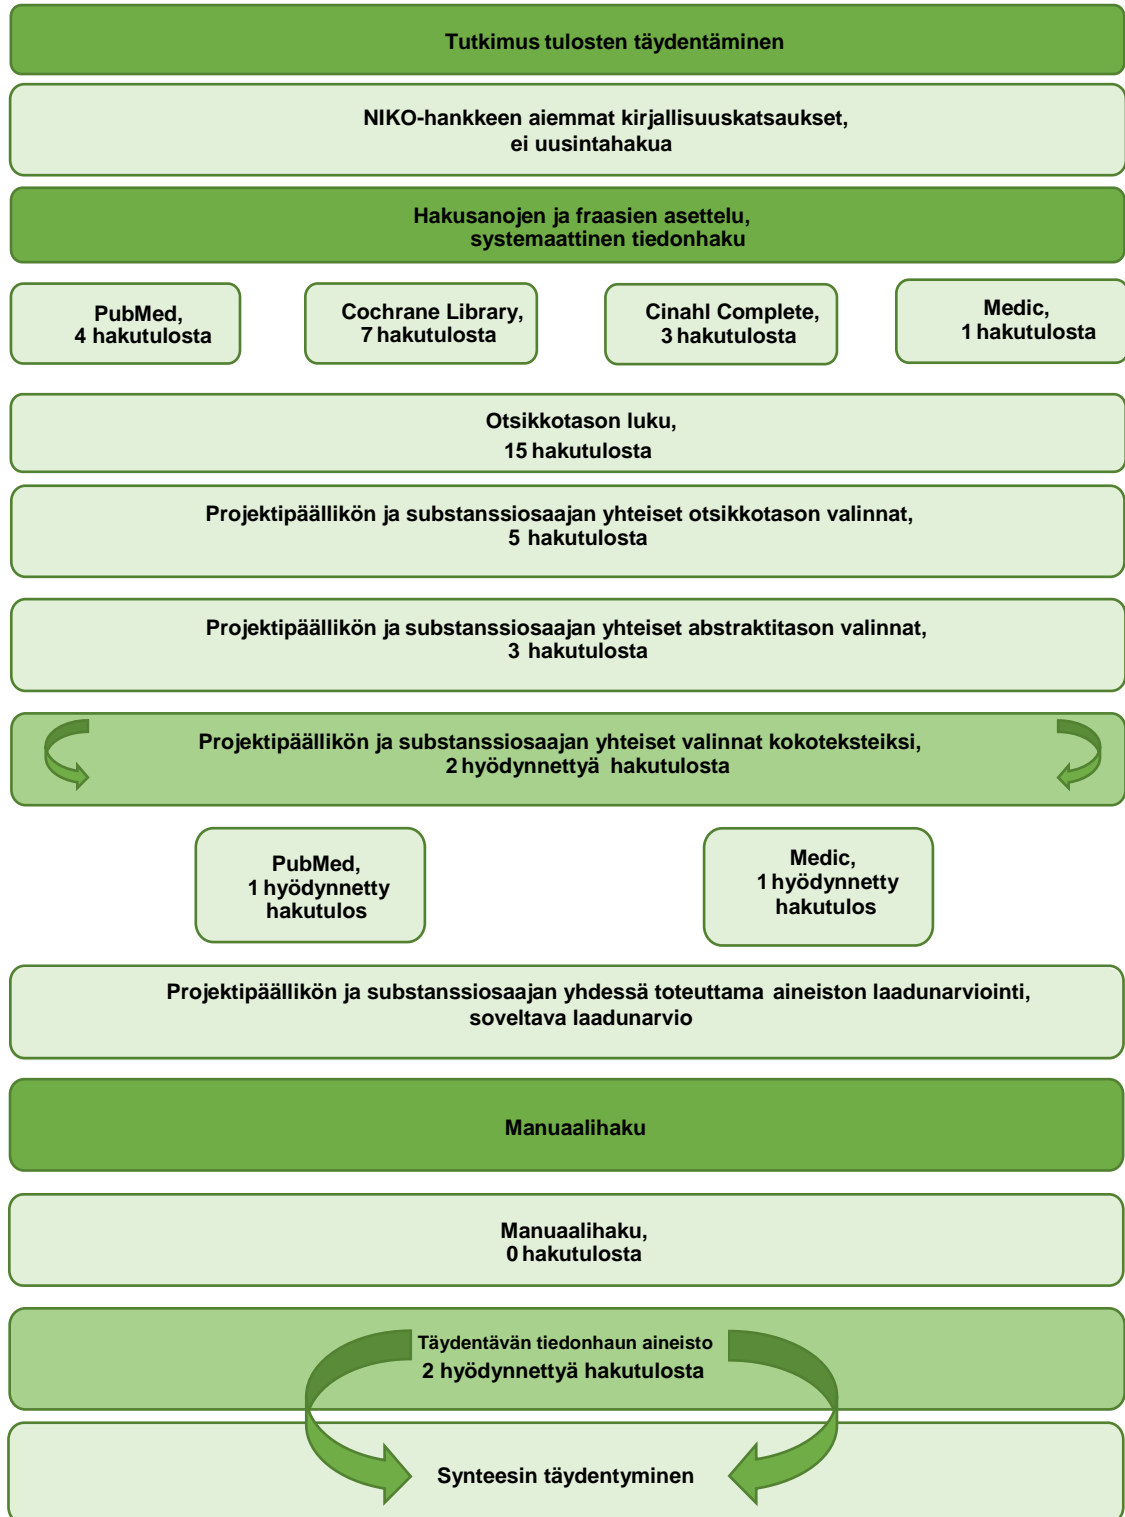 Tutkimus tulosten täydentäminen
NIKO-hankkeen aiemmat kirjallisuuskatsaukset,
ei uusintahakua
Hakusanojen ja fraasien asettelu,
systemaattinen tiedonhaku
PubMed,
4 hakutulosta
Cochrane Library,
7 hakutulosta
Cinahl Complete,
3 hakutulosta
Medic,
1 hakutulosta
Otsikkotason luku,
15 hakutulosta
Projektipäällikön ja substanssiosaajan yhteiset otsikkotason valinnat,
5 hakutulosta
Projektipäällikön ja substanssiosaajan yhteiset abstraktitason valinnat,
3 hakutulosta
Projektipäällikön ja substanssiosaajan yhteiset valinnat kokoteksteiksi,
2 hyödynnettyä hakutulosta
PubMed,
1 hyödynnetty
hakutulos
Medic,
1 hyödynnetty
hakutulos
Projektipäällikön ja substanssiosaajan yhdessä toteuttama aineiston laadunarviointi,
soveltava laadunarvio
Manuaalihaku
Manuaalihaku,
0 hakutulosta
Täydentävän tiedonhaun aineisto
2 hyödynnettyä hakutulosta
Synteesin täydentyminen